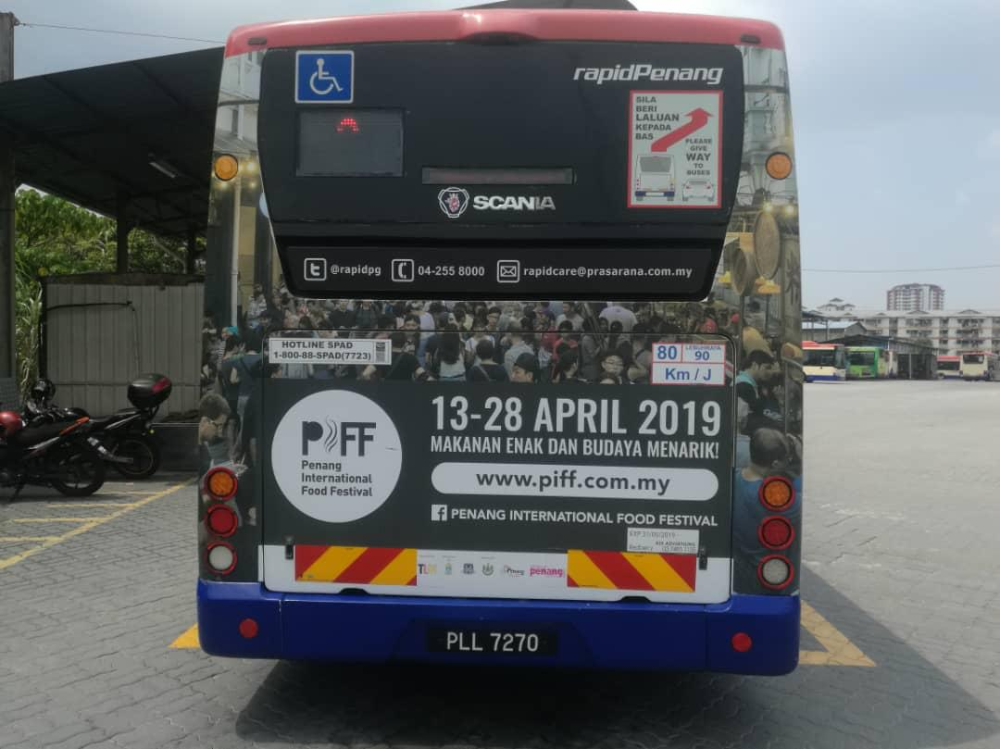 rapidPenang
SILA
BERI
LALUAN
KEPADA
BAS
PLEASE
GIVE
WAY
TO
BUSES
SCANIA
@rapidpg 04-255 8000 rapidcare@prasarana.com.my
HOTLINE SPAD
1-800-88-SPAD(7723)
80 LEBUHRAYA
90
Km / J
13-28 APRIL 2019
MAKANAN ENAK DAN BUDAYA MENARIK!
www.piff.com.my
f PENANG INTERNATIONAL FOOD FESTIVAL
PIFF
Penang
International
Food Festival
EXP 31/05/2019
penang
PLL 7270